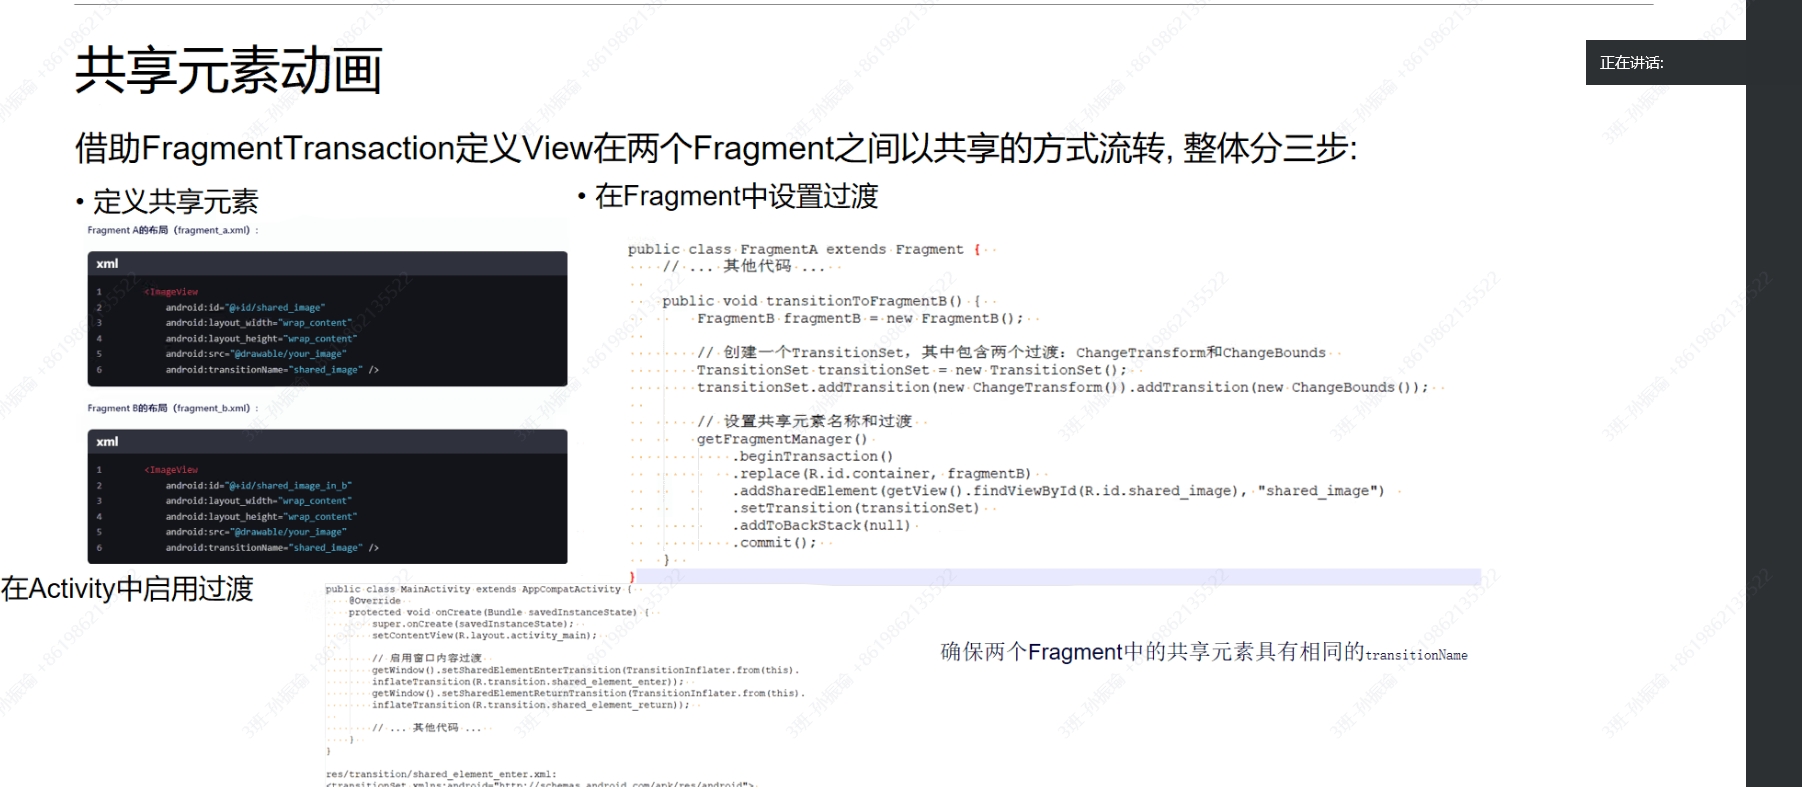 共享元素动画
正在讲话:
借助FragmentTransaction定义View在两个Fragment之间以共享的方式流转, 整体分三步:
• 定义共享元素
Fragment A的布局（fragment_a.xml）:
xml
1 <ImageView
2 android:id="@+id/shared_image"
3 android:layout_width="wrap_content"
4 android:layout_height="wrap_content"
5 android:src="@drawable/your_image"
6 android:transitionName="shared_image" />
Fragment B的布局（fragment_b.xml）:
xml
1 <ImageView
2 android:id="@+id/shared_image_in_b"
3 android:layout_width="wrap_content"
4 android:layout_height="wrap_content"
5 android:src="@drawable/your_image"
6 android:transitionName="shared_image" />
• 在Fragment中设置过渡
public class FragmentA extends Fragment {
// ... 其他代码 ...
public void transitionToFragmentB() {
FragmentB fragmentB = new FragmentB();
// 创建一个TransitionSet，其中包含两个过渡：ChangeTransform和ChangeBounds
TransitionSet transitionSet = new TransitionSet();
transitionSet.addTransition(new ChangeTransform()).addTransition(new ChangeBounds());
// 设置共享元素名称和过渡
getFragmentManager()
.beginTransaction()
.replace(R.id.container, fragmentB)
.addSharedElement(getView().findViewById(R.id.shared_image), "shared_image")
.setTransition(transitionSet)
.addToBackStack(null)
.commit();
}
}
在Activity中启用过渡
public class MainActivity extends AppCompatActivity {
@Override
protected void onCreate(Bundle savedInstanceState) {
super.onCreate(savedInstanceState);
setContentView(R.layout.activity_main);
// 启用窗口内容过渡
getWindow().setSharedElementEnterTransition(TransitionInflater.from(this).
inflateTransition(R.transition.shared_element_enter));
getWindow().setSharedElementReturnTransition(TransitionInflater.from(this).
inflateTransition(R.transition.shared_element_return));
// ... 其他代码 ...
}
}
res/transition/shared_element_enter.xml:
<transitionSet xmlns:android="http://schemas.android.com/apk/res/android">
确保两个Fragment中的共享元素具有相同的transitionName
3班-孙振瑜 +8619862135522